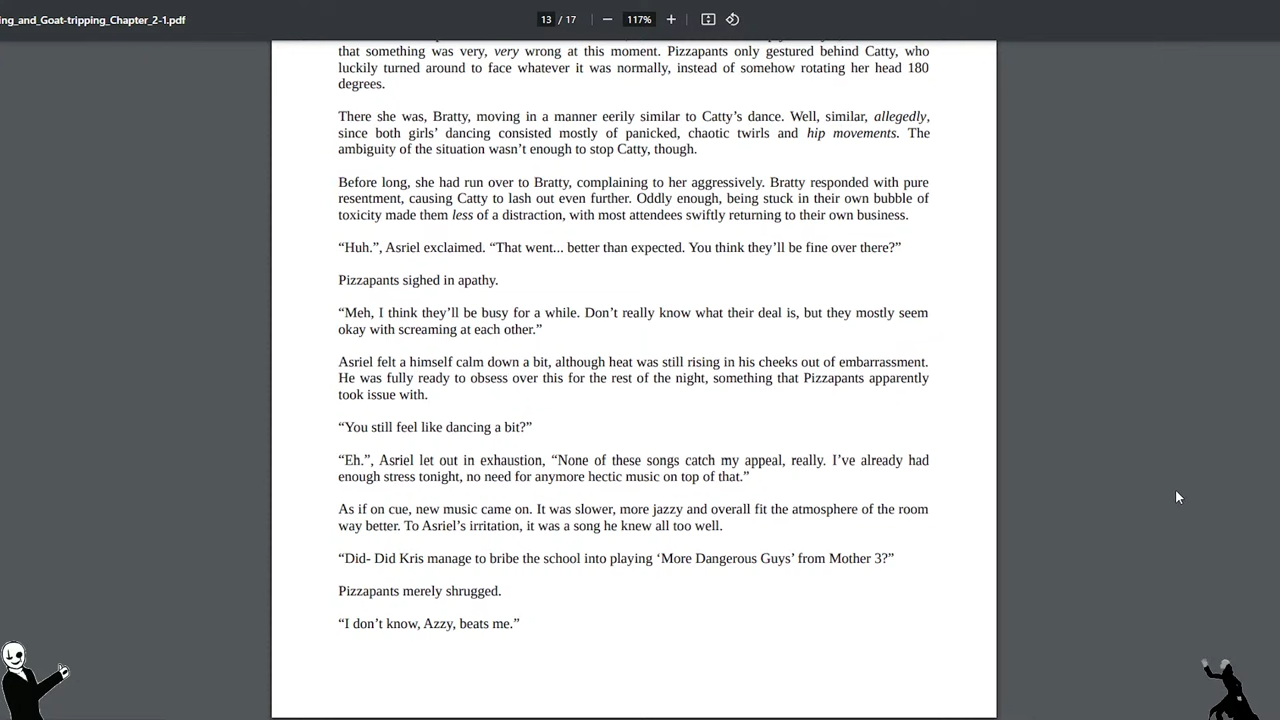 ing_and_Goat-tripping_Chapter_2-1.pdf
13 / 17
117%
that something was very, very wrong at this moment. Pizzapants only gestured behind Catty, who
luckily turned around to face whatever it was normally, instead of somehow rotating her head 180
degrees.
There she was, Bratty, moving in a manner eerily similar to Catty’s dance. Well, similar, allegedly,
since both girls’ dancing consisted mostly of panicked, chaotic twirls and hip movements. The
ambiguity of the situation wasn’t enough to stop Catty, though.
Before long, she had run over to Bratty, complaining to her aggressively. Bratty responded with pure
resentment, causing Catty to lash out even further. Oddly enough, being stuck in their own bubble of
toxicity made them less of a distraction, with most attendees swiftly returning to their own business.
“Huh.”, Asriel exclaimed. “That went... better than expected. You think they’ll be fine over there?”
Pizzapants sighed in apathy.
“Meh, I think they’ll be busy for a while. Don’t really know what their deal is, but they mostly seem
okay with screaming at each other.”
Asriel felt a himself calm down a bit, although heat was still rising in his cheeks out of embarrassment.
He was fully ready to obsess over this for the rest of the night, something that Pizzapants apparently
took issue with.
“You still feel like dancing a bit?”
“Eh.”, Asriel let out in exhaustion, “None of these songs catch my appeal, really. I’ve already had
enough stress tonight, no need for anymore hectic music on top of that.”
As if on cue, new music came on. It was slower, more jazzy and overall fit the atmosphere of the room
way better. To Asriel’s irritation, it was a song he knew all too well.
“Did- Did Kris manage to bribe the school into playing ‘More Dangerous Guys’ from Mother 3?”
Pizzapants merely shrugged.
“I don’t know, Azzy, beats me.”